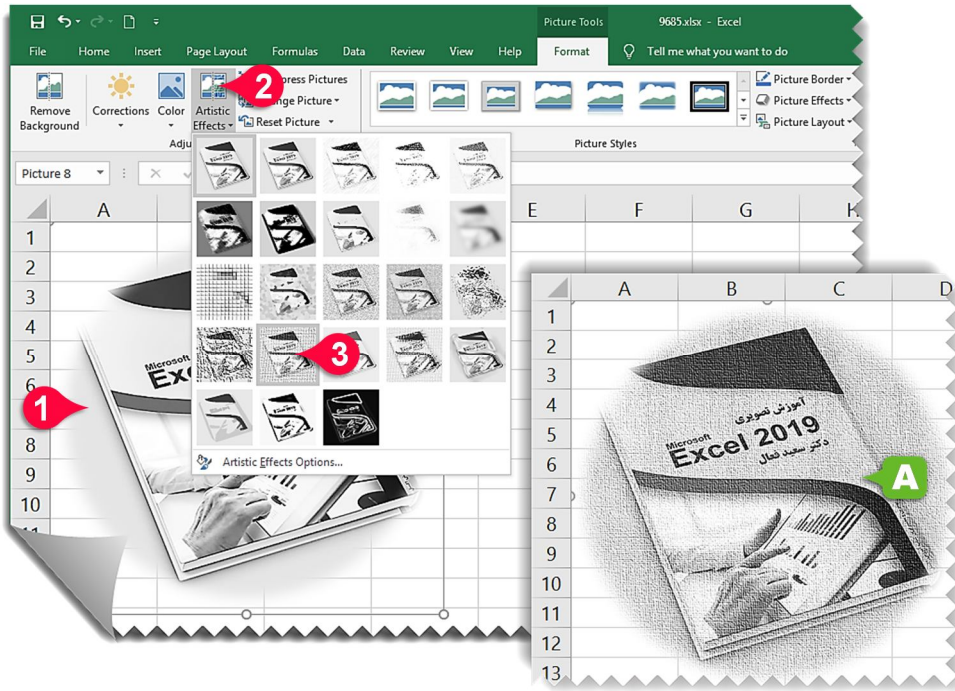 Picture Tools
9685.xlsx - Excel
File Home Insert Page Layout Formulas Data Review View Help Format Tell me what you want to do
Remove Background
Corrections
Color
Artistic Effects
2
Pictures
Picture
Reset Picture
Picture Border
Picture Effects
Picture Layout
Picture Styles
Picture 8
A E F G
1
2
3
4
5
6
8
9
10
11
1
Microsoft
3
Artistic Effects Options...
A B C D
1
2
3
4
5
6
7
8
9
10
11
12
13
آموزش تصویری
Microsoft
Excel 2019
دکتر سعید نعال
A